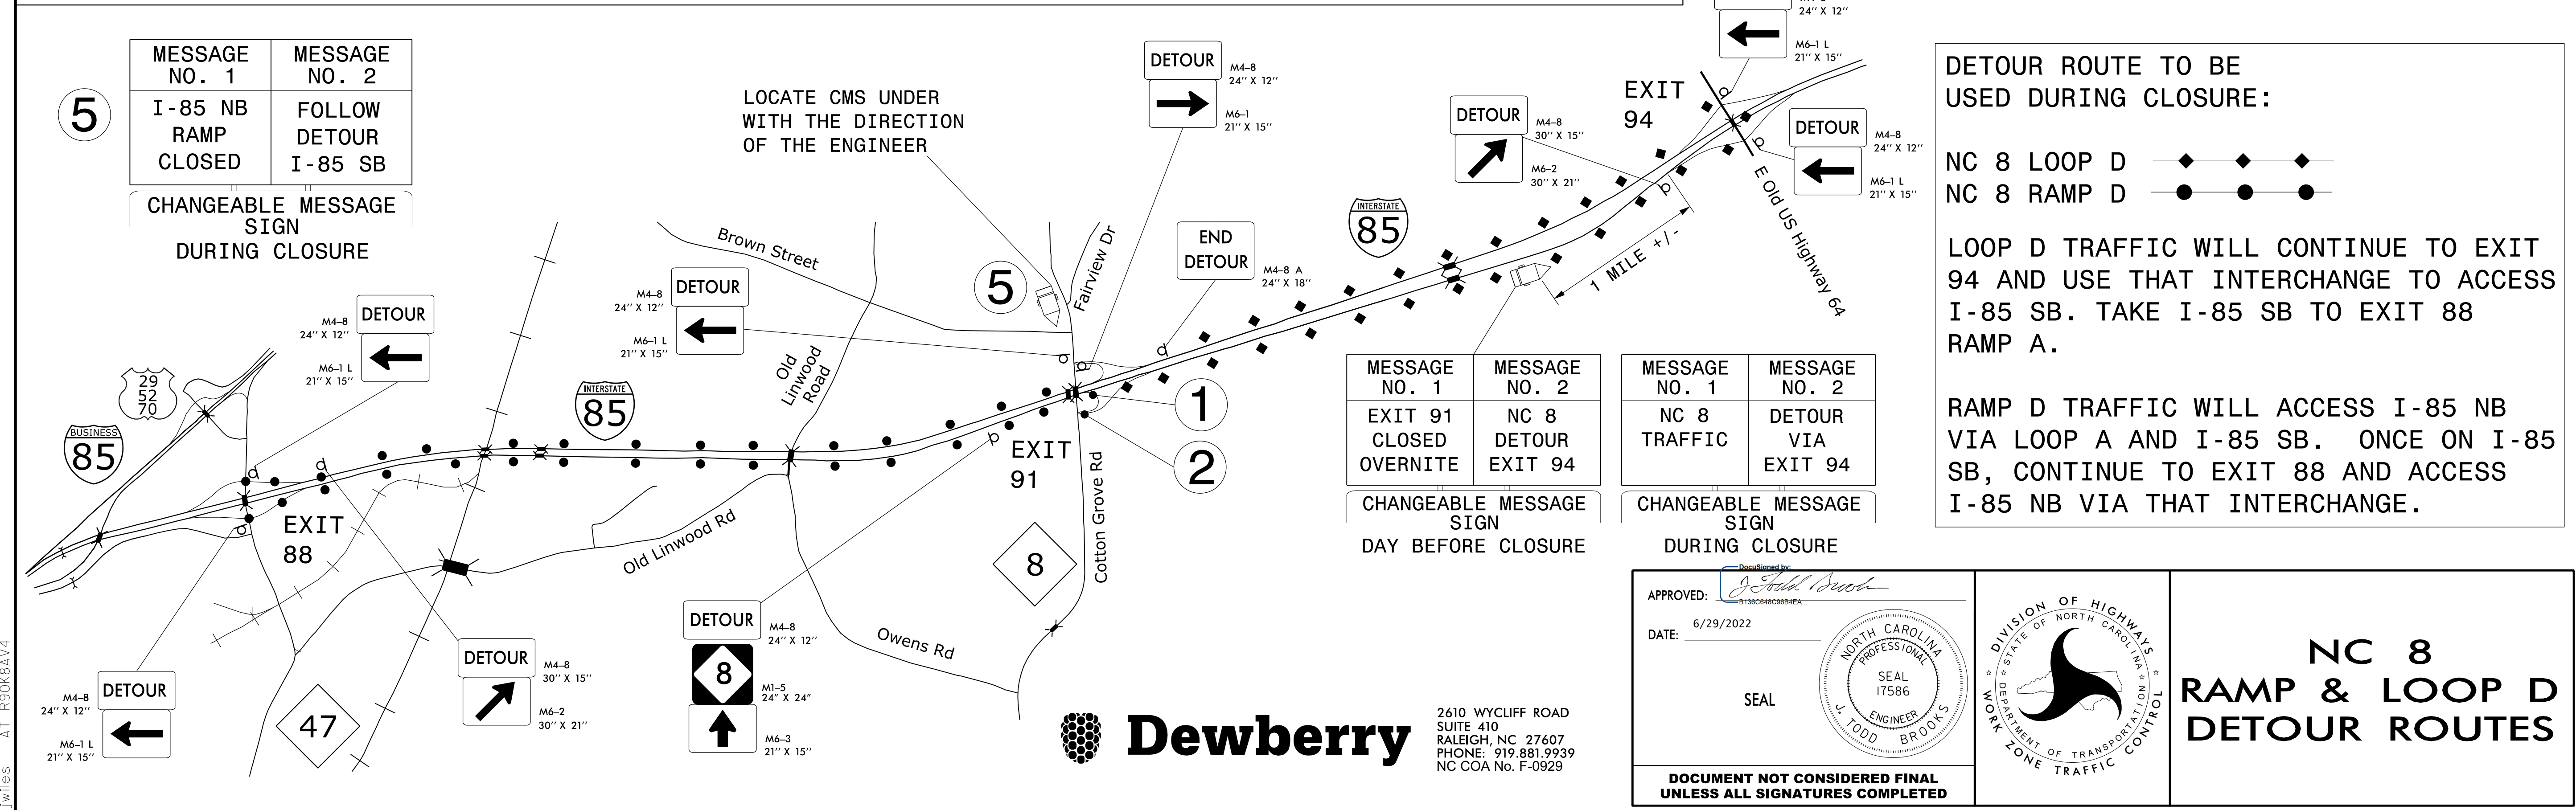 5
MESSAGE NO. 1
I-85 NB
RAMP
CLOSED
MESSAGE NO. 2
FOLLOW
DETOUR
I-85 SB
CHANGEABLE MESSAGE
SIGN
DURING CLOSURE
LOCATE CMS UNDER
WITH THE DIRECTION
OF THE ENGINEER
DETOUR
M4-8
24'' X 12''
M6-1
21'' X 15''
24'' X 12''
M6-1 L
21'' X 15''
EXIT
94
DETOUR
M4-8
30'' X 15''
M6-2
30'' X 21''
DETOUR
M4-8
24'' X 12''
M6-1 L
21'' X 15''
E Old US Highway 64
1 MILE +/-
INTERSTATE
85
END
DETOUR
M4-8 A
24'' X 18''
Brown Street
Fairview Dr
5
DETOUR
M4-8
24'' X 12''
M6-1 L
21'' X 15''
Old
Linwood
Road
DETOUR
M4-8
24'' X 12''
M6-1 L
21'' X 15''
29
52
70
BUSINESS
85
INTERSTATE
85
1
2
EXIT
91
EXIT
88
Cotton Grove Rd
8
Old Linwood Rd
Owens Rd
47
DETOUR
M4-8
24'' X 12''
M6-1 L
21'' X 15''
DETOUR
M4-8
30'' X 15''
M6-2
30'' X 21''
DETOUR
M4-8
24'' X 12''
8
M1-5
24" X 24"
M6-3
21'' X 15''
MESSAGE NO. 1
EXIT 91
CLOSED
OVERNITE
MESSAGE NO. 2
NC 8
DETOUR
EXIT 94
CHANGEABLE MESSAGE
SIGN
DAY BEFORE CLOSURE
MESSAGE NO. 1
NC 8
TRAFFIC
MESSAGE NO. 2
DETOUR
VIA
EXIT 94
CHANGEABLE MESSAGE
SIGN
DURING CLOSURE
DETOUR ROUTE TO BE
USED DURING CLOSURE:
NC 8 LOOP D
NC 8 RAMP D
LOOP D TRAFFIC WILL CONTINUE TO EXIT
94 AND USE THAT INTERCHANGE TO ACCESS
I-85 SB. TAKE I-85 SB TO EXIT 88
RAMP A.
RAMP D TRAFFIC WILL ACCESS I-85 NB
VIA LOOP A AND I-85 SB. ONCE ON I-85
SB, CONTINUE TO EXIT 88 AND ACCESS
I-85 NB VIA THAT INTERCHANGE.
Dewberry
2610 WYCLIFF ROAD
SUITE 410
RALEIGH, NC 27607
PHONE: 919.881.9939
NC COA No. F-0929
DocuSigned by:
APPROVED: J Todd Brooks
B136C648C96B4EA...
DATE: 6/29/2022
SEAL
NORTH CAROLINA
PROFESSIONAL
SEAL
17586
ENGINEER
J. TODD BROOKS
DOCUMENT NOT CONSIDERED FINAL
UNLESS ALL SIGNATURES COMPLETED
DIVISION OF HIGHWAYS
STATE OF NORTH CAROLINA
DEPARTMENT OF TRANSPORTATION
WORK ZONE TRAFFIC CONTROL
NC 8
RAMP & LOOP D
DETOUR ROUTES
jwiles AT R90K8AV4